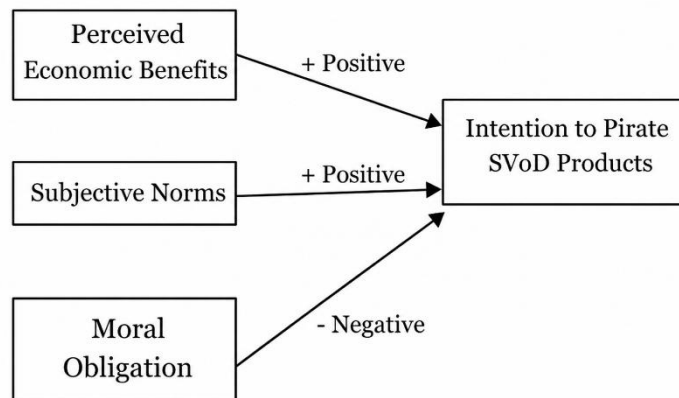 Perceived
Economic Benefits
+ Positive
Intention to Pirate
SVoD Products
Subjective Norms
+ Positive
Moral
Obligation
- Negative